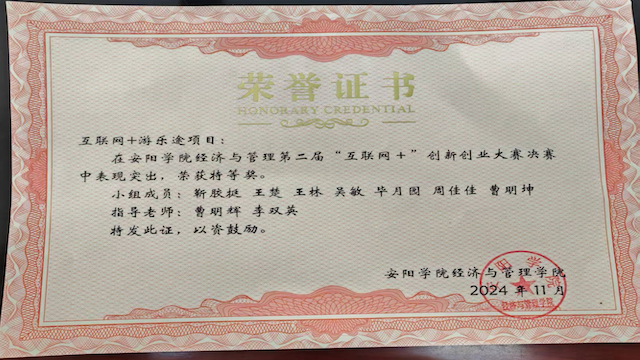 荣誉证书
HONORARY CREDENTIAL
互联网+游乐途项目：
在安阳学院经济与管理第二届“互联网+”创新创业大赛决赛
中表现突出，荣获特等奖。
小组成员：靳胶挺 王楚 王林 吴敏 毕月园 周佳佳 曹明坤
指导老师：曹明辉 李双英
特发此证，以资鼓励。
安阳学院经济与管理学院
2024 年 11 月